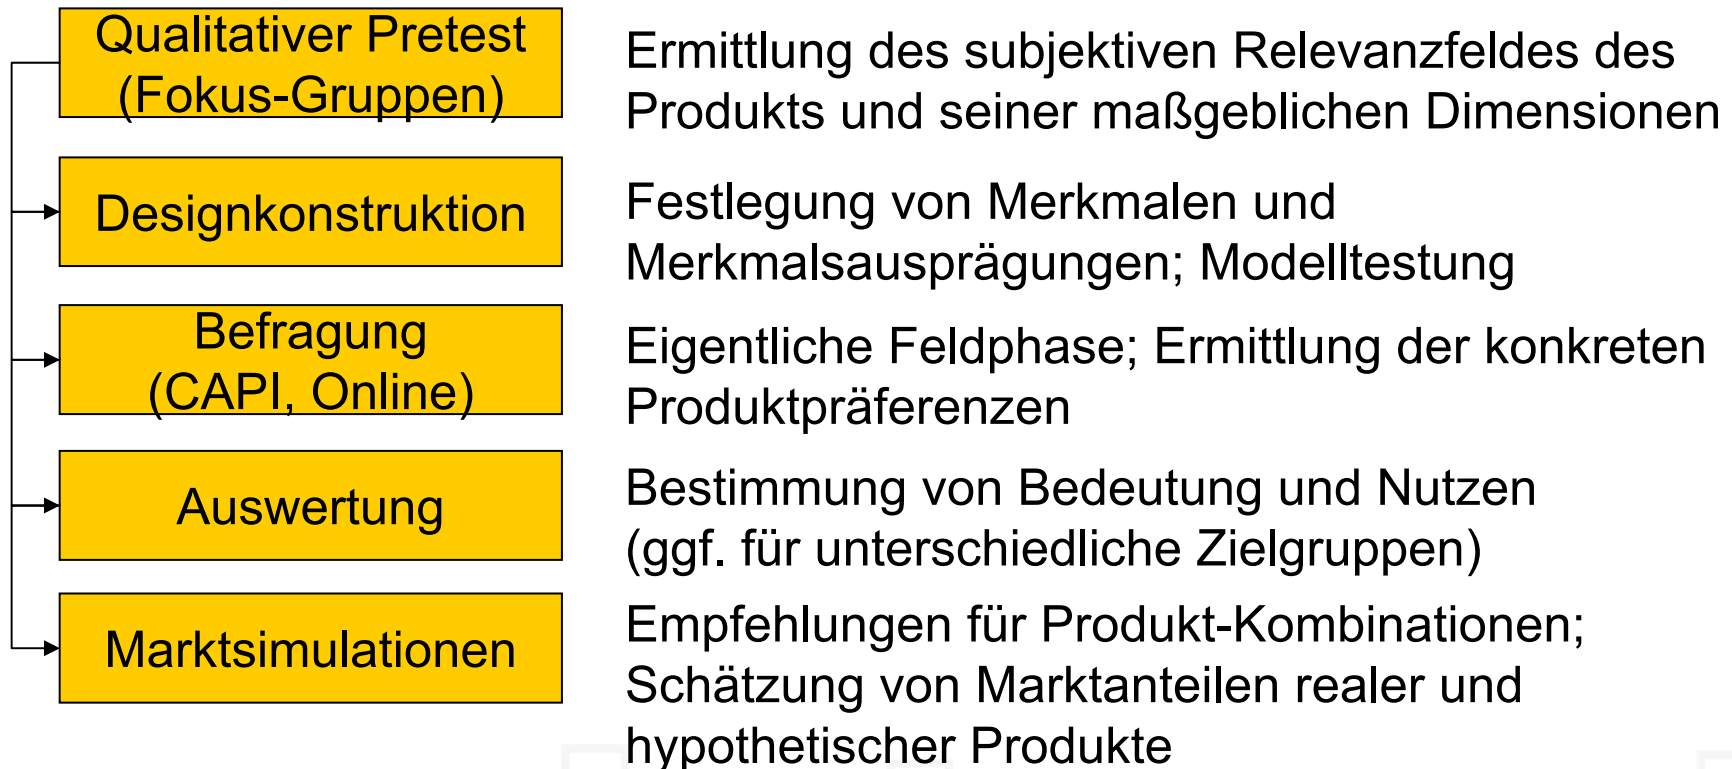 Qualitativer Pretest
(Fokus-Gruppen)
Ermittlung des subjektiven Relevanzfeldes des
Produkts und seiner maßgeblichen Dimensionen
Designkonstruktion
Festlegung von Merkmalen und
Merkmalsausprägungen; Modelltestung
Befragung
(CAPI, Online)
Eigentliche Feldphase; Ermittlung der konkreten
Produktpräferenzen
Auswertung
Bestimmung von Bedeutung und Nutzen
(ggf. für unterschiedliche Zielgruppen)
Marktsimulationen
Empfehlungen für Produkt-Kombinationen;
Schätzung von Marktanteilen realer und
hypothetischer Produkte